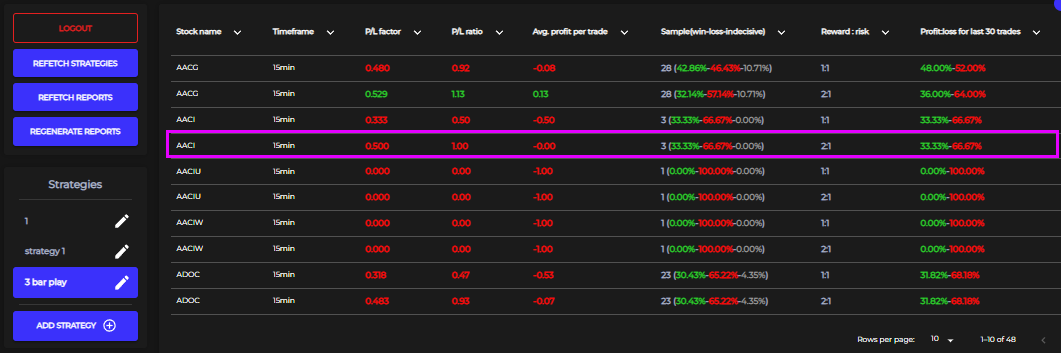 LOGOUT
REFETCH STRATEGIES
REFETCH REPORTS
REGENERATE REPORTS
Strategies
1
strategy 1
3 bar play
ADD STRATEGY
Stock name Timeframe P/L factor P/L ratio Avg. profit per trade Sample(win-loss-indecisive) Reward : risk Profit:loss for last 30 trades
AACG 15min 0.480 0.92 -0.08 28 (42.86%-46.43%-10.71%) 1:1 48.00%-52.00%
AACG 15min 0.529 1.13 0.13 28 (32.14%-57.14%-10.71%) 2:1 36.00%-64.00%
AACI 15min 0.333 0.50 -0.50 3 (33.33%-66.67%-0.00%) 1:1 33.33%-66.67%
AACI 15min 0.500 1.00 -0.00 3 (33.33%-66.67%-0.00%) 2:1 33.33%-66.67%
AACIU 15min 0.000 0.00 -1.00 1 (0.00%-100.00%-0.00%) 1:1 0.00%-100.00%
AACIU 15min 0.000 0.00 -1.00 1 (0.00%-100.00%-0.00%) 2:1 0.00%-100.00%
AACIW 15min 0.000 0.00 -1.00 1 (0.00%-100.00%-0.00%) 1:1 0.00%-100.00%
AACIW 15min 0.000 0.00 -1.00 1 (0.00%-100.00%-0.00%) 2:1 0.00%-100.00%
ADOC 15min 0.318 0.47 -0.53 23 (30.43%-65.22%-4.35%) 1:1 31.82%-68.18%
ADOC 15min 0.483 0.93 -0.07 23 (30.43%-65.22%-4.35%) 2:1 31.82%-68.18%
Rows per page: 10 1–10 of 48